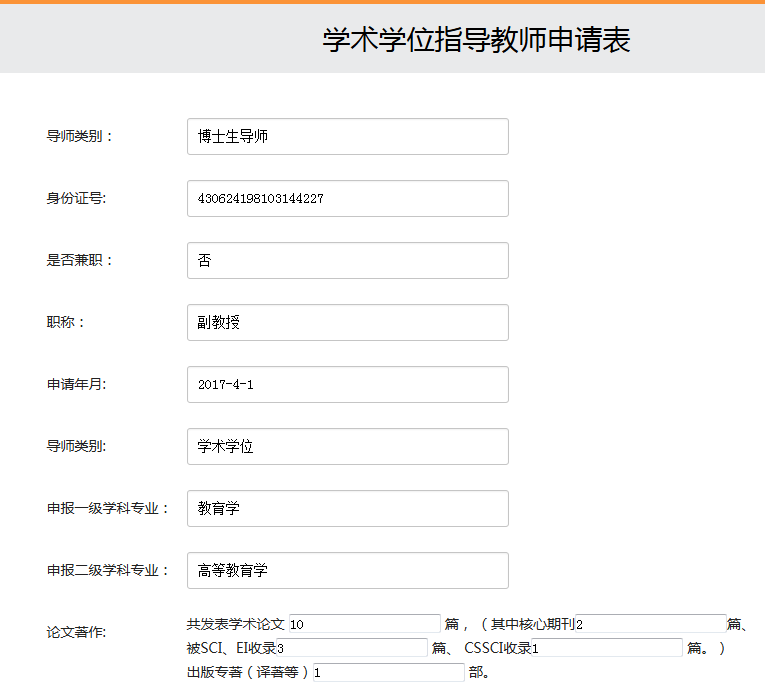 学术学位指导教师申请表
导师类别： 博士生导师
身份证号: 430624198103144227
是否兼职： 否
职称： 副教授
申请年月: 2017-4-1
导师类别: 学术学位
申报一级学科专业： 教育学
申报二级学科专业： 高等教育学
论文著作: 共发表学术论文 10 篇，（其中核心期刊2 篇、
被SCI、EI收录3 篇、 CSSCI收录1 篇。）
出版专著（译著等）1 部。